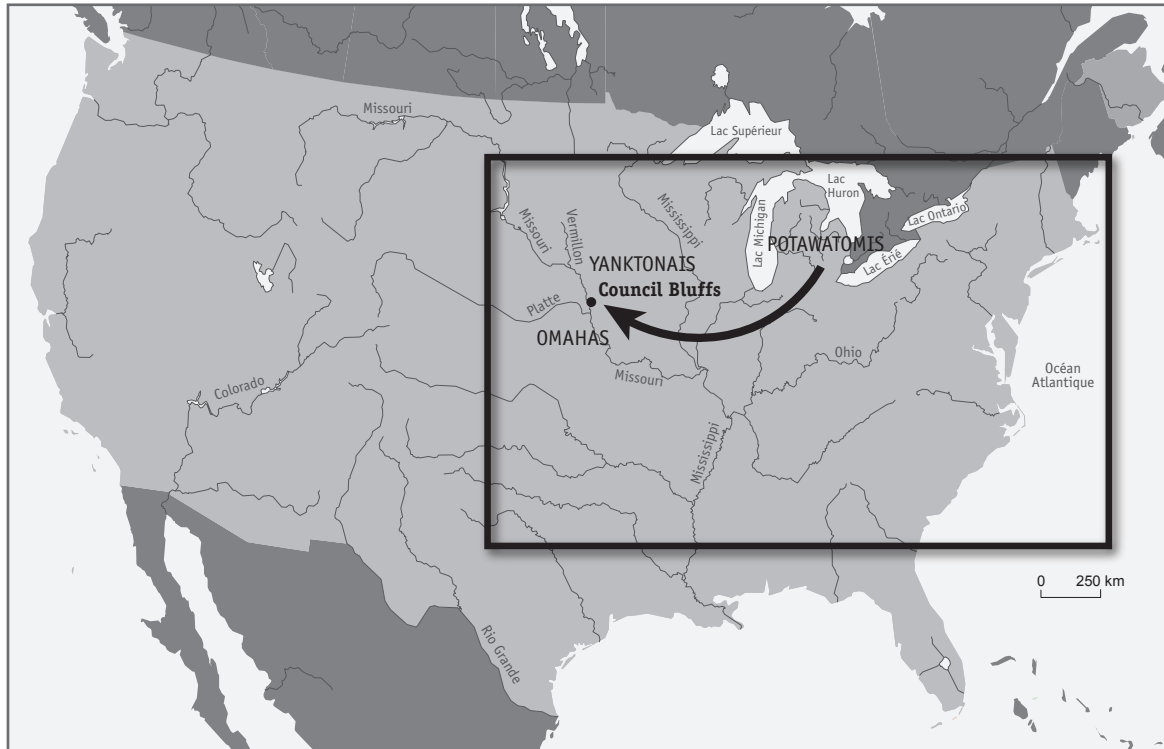 Missouri
Lac Supérieur
Lac
Huron
Lac Ontario
Mississippi
Lac Michigan
Missouri
Vermillon
POTAWATOMIS
Lac Érié
YANKTONAIS
Council Bluffs
Platte
OMAHAS
Ohio
Missouri
Océan
Atlantique
Colorado
Mississippi
0 250 km
Rio Grande